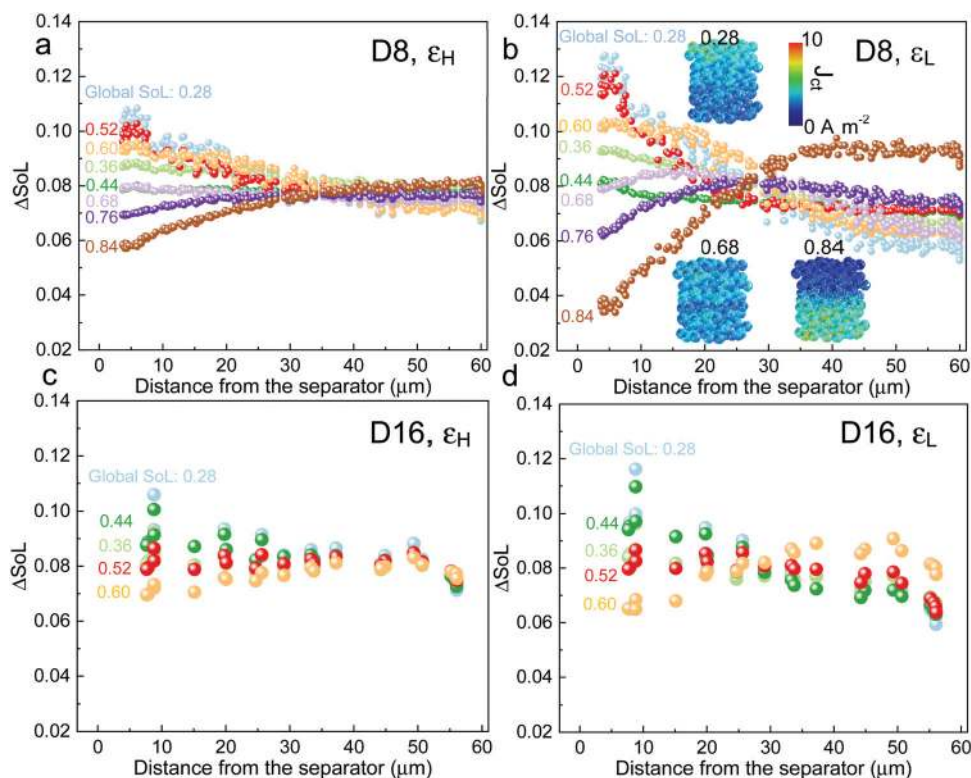 a
D8, εH
0.14
0.12
0.10
0.08
0.06
0.04
0.02
ΔSoL
Global SoL: 0.28
0.52
0.60
0.36
0.44
0.68
0.76
0.84
0 10 20 30 40 50 60
Distance from the separator (μm)
b
D8, εL
0.14
0.12
0.10
0.08
0.06
0.04
0.02
ΔSoL
Global SoL: 0.28
0.52
0.60
0.36
0.44
0.68
0.76
0.84
0.28
0.68
0.84
10
Jct
0 A m-2
0 10 20 30 40 50 60
Distance from the separator (μm)
c
D16, εH
0.14
0.12
0.10
0.08
0.06
0.04
0.02
ΔSoL
Global SoL: 0.28
0.44
0.36
0.52
0.60
0 10 20 30 40 50 60
Distance from the separator (μm)
d
D16, εL
0.14
0.12
0.10
0.08
0.06
0.04
0.02
ΔSoL
Global SoL: 0.28
0.44
0.36
0.52
0.60
0 10 20 30 40 50 60
Distance from the separator (μm)